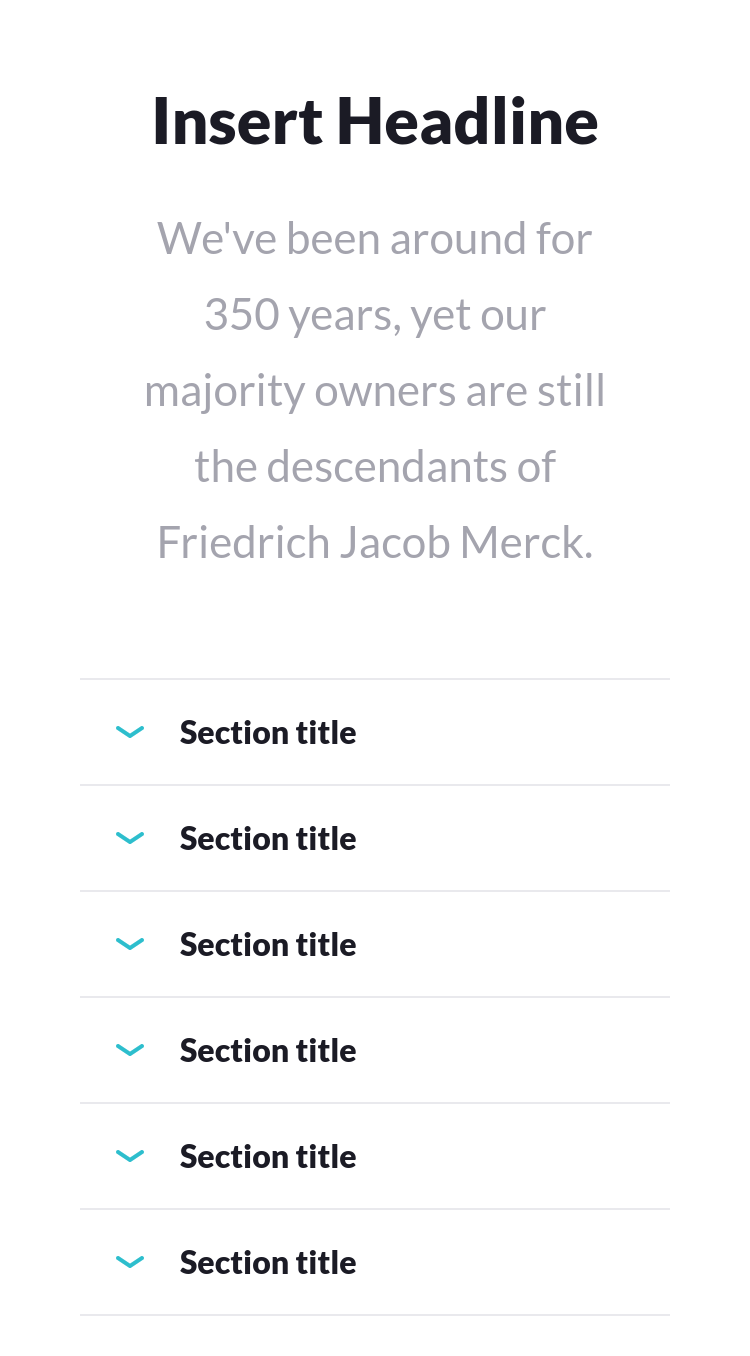 Insert Headline
We've been around for
350 years, yet our
majority owners are still
the descendants of
Friedrich Jacob Merck.
Section title
Section title
Section title
Section title
Section title
Section title